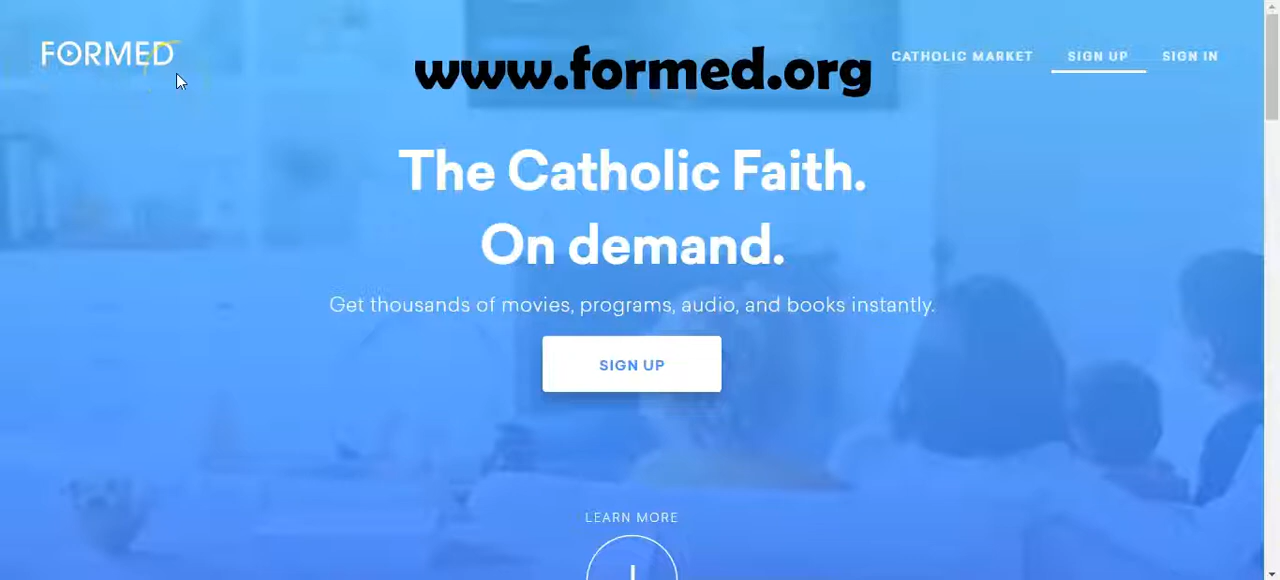 FORMED
www.formed.org
CATHOLIC MARKET
SIGN UP
SIGN IN
The Catholic Faith.
On demand.
Get thousands of movies, programs, audio, and books instantly.
SIGN UP
LEARN MORE